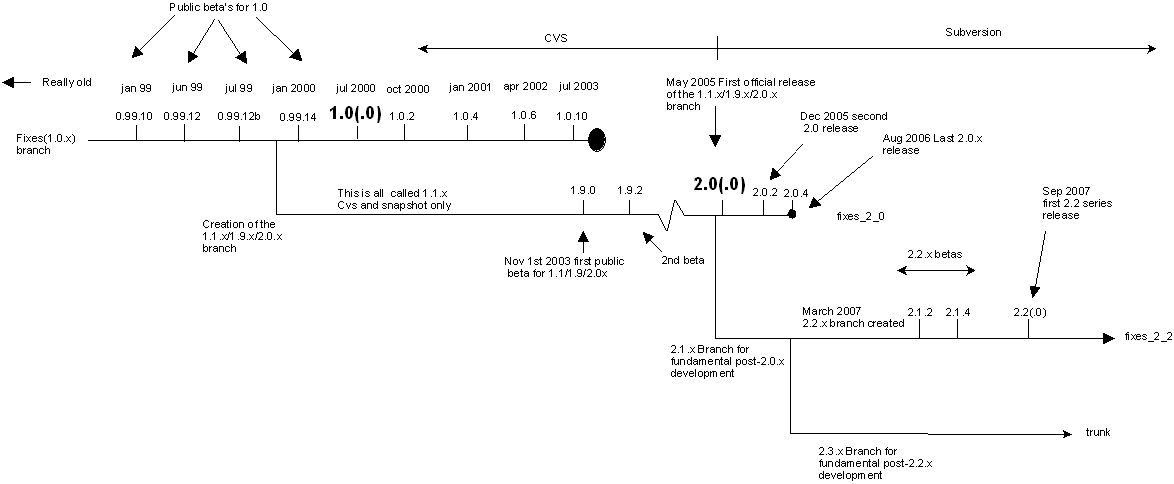 Public beta's for 1.0
CVS
Subversion
Really old
jan 99
jun 99
jul 99
jan 2000
jul 2000
oct 2000
jan 2001
apr 2002
jul 2003
May 2005 First official release
of the 1.1.x/1.9.x/2.0.x
branch
0.99.10
0.99.12
0.99.12b
0.99.14
1.0(.0)
1.0.2
1.0.4
1.0.6
1.0.10
Fixes(1.0.x)
branch
Dec 2005 second
2.0 release
Aug 2006 Last 2.0.x
release
This is all called 1.1.x
Cvs and snapshot only
1.9.0
1.9.2
2.0(.0)
2.0.2
2.0.4
fixes_2_0
Sep 2007
first 2.2 series
release
Creation of the
1.1.x/1.9.x/2.0.x
branch
Nov 1st 2003 first public
beta for 1.1/1.9/2.0x
2nd beta
2.2.x betas
March 2007
2.2.x branch created
2.1.2
2.1.4
2.2(.0)
fixes_2_2
2.1.x Branch for
fundamental post-2.0.x
development
trunk
2.3.x Branch for
fundamental post-2.2.x
development